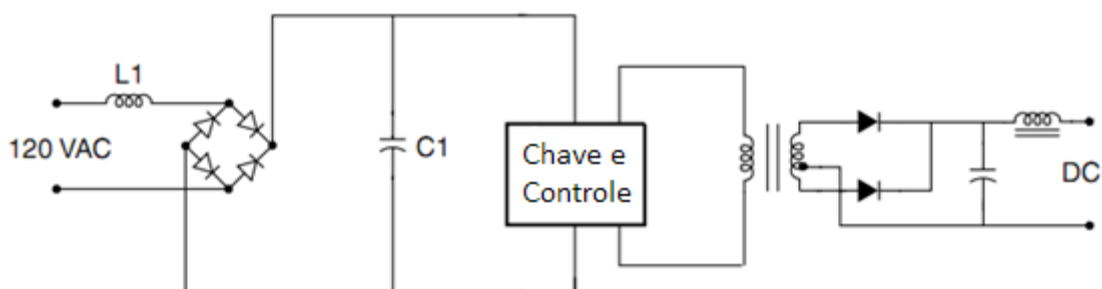 L1
120 VAC
C1
Chave e
Controle
DC